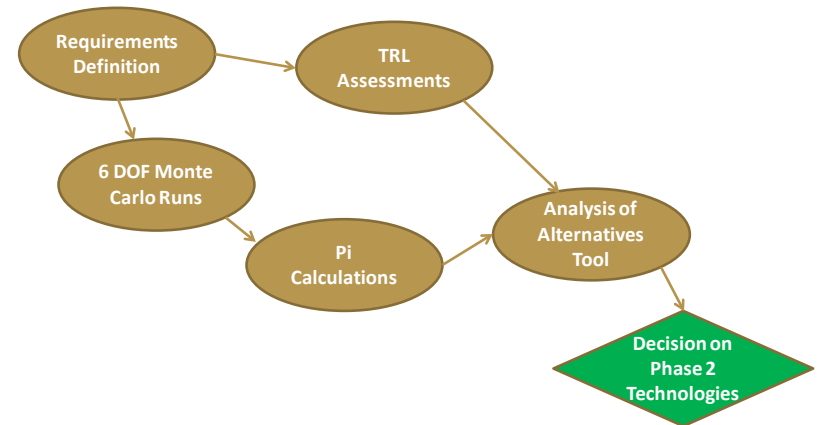 Requirements
Definition
TRL
Assessments
6 DOF Monte
Carlo Runs
Pi
Calculations
Analysis of
Alternatives
Tool
Decision on
Phase 2
Technologies